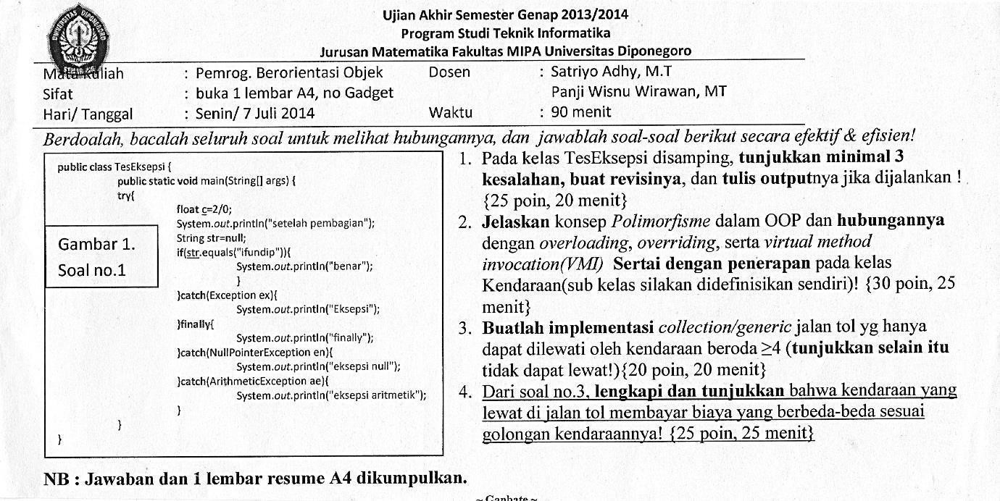 Ujian Akhir Semester Genap 2013/2014
Program Studi Teknik Informatika
Jurusan Matematika Fakultas MIPA Universitas Diponegoro
Mata Kuliah : Pemrog. Berorientasi Objek Dosen : Satriyo Adhy, M.T
Sifat : buka 1 lembar A4, no Gadget Panji Wisnu Wirawan, MT
Hari/ Tanggal : Senin/ 7 Juli 2014 Waktu : 90 menit
Berdoalah, bacalah seluruh soal untuk melihat hubungannya, dan jawablah soal-soal berikut secara efektif & efisien!
public class TesEksepsi {
public static void main(String[] args) {
try{
float c=2/0;
System.out.println("setelah pembagian");
String str=null;
if(str.equals("ifundip")){
System.out.println("benar");
}
}catch(Exception ex){
System.out.println("Eksepsi");
}finally{
System.out.println("finally");
}catch(NullPointerException en){
System.out.println("eksepsi null");
}catch(ArithmeticException ae){
System.out.println("eksepsi aritmetik");
}
}
}
Gambar 1.
Soal no.1
1. Pada kelas TesEksepsi disamping, tunjukkan minimal 3
kesalahan, buat revisinya, dan tulis outputnya jika dijalankan !
{25 poin, 20 menit}
2. Jelaskan konsep Polimorfisme dalam OOP dan hubungannya
dengan overloading, overriding, serta virtual method
invocation(VMI) Sertai dengan penerapan pada kelas
Kendaraan(sub kelas silakan didefinisikan sendiri)! {30 poin, 25
menit}
3. Buatlah implementasi collection/generic jalan tol yg hanya
dapat dilewati oleh kendaraan beroda ≥4 (tunjukkan selain itu
tidak dapat lewat!){20 poin, 20 menit}
4. Dari soal no.3, lengkapi dan tunjukkan bahwa kendaraan yang
lewat di jalan tol membayar biaya yang berbeda-beda sesuai
golongan kendaraannya! {25 poin, 25 menit}
NB : Jawaban dan 1 lembar resume A4 dikumpulkan.